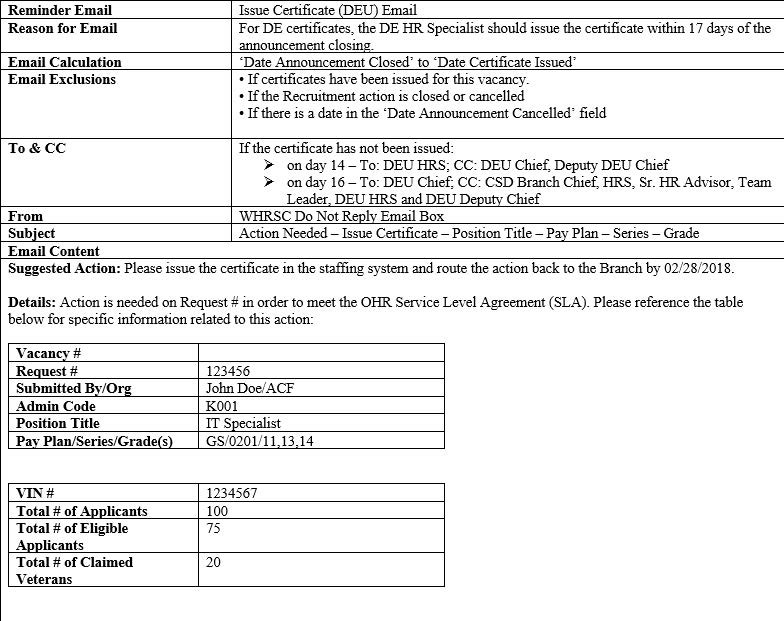 Reminder Email Issue Certificate (DEU) Email
Reason for Email For DE certificates, the DE HR Specialist should issue the certificate within 17 days of the
announcement closing.
Email Calculation ‘Date Announcement Closed’ to ‘Date Certificate Issued’
Email Exclusions • If certificates have been issued for this vacancy.
• If the Recruitment action is closed or cancelled
• If there is a date in the ‘Date Announcement Cancelled’ field
To & CC If the certificate has not been issued:
➢ on day 14 – To: DEU HRS; CC: DEU Chief, Deputy DEU Chief
➢ on day 16 – To: DEU Chief; CC: CSD Branch Chief, HRS, Sr. HR Advisor, Team
Leader, DEU HRS and DEU Deputy Chief
From WHRSC Do Not Reply Email Box
Subject Action Needed – Issue Certificate – Position Title – Pay Plan – Series – Grade
Email Content
Suggested Action: Please issue the certificate in the staffing system and route the action back to the Branch by 02/28/2018.
Details: Action is needed on Request # in order to meet the OHR Service Level Agreement (SLA). Please reference the table
below for specific information related to this action:
Vacancy #
Request # 123456
Submitted By/Org John Doe/ACF
Admin Code K001
Position Title IT Specialist
Pay Plan/Series/Grade(s) GS/0201/11,13,14
VIN # 1234567
Total # of Applicants 100
Total # of Eligible 75
Applicants
Total # of Claimed 20
Veterans